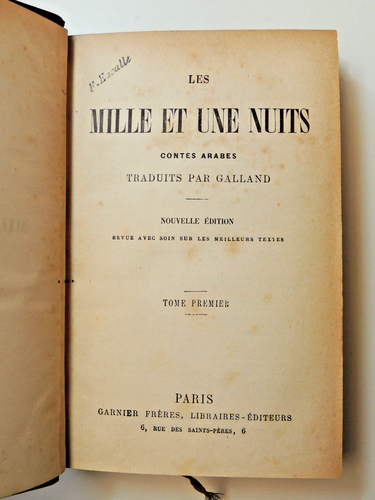 LES
MILLE ET UNE NUITS
CONTES ARABES
TRADUITS PAR GALLAND
NOUVELLE ÉDITION
REVUE AVEC SOIN SUR LES MEILLEURS TEXTES
TOME PREMIER
PARIS
GARNIER FRÈRES, LIBRAIRES-ÉDITEURS
6, RUE DES SAINTS-PÈRES, 6